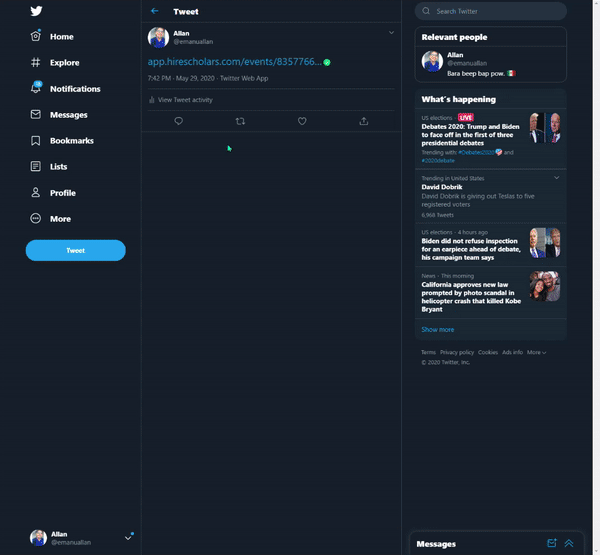 Home
Explore
Notifications
Messages
Bookmarks
Lists
Profile
More
Tweet
Allan
@emanuallan
Tweet
Allan
@emanuallan
app.hirescholars.com/events/8357766...
7:42 PM · May 29, 2020 · Twitter Web App
View Tweet activity
Search Twitter
Relevant people
Allan
@emanuallan
Bara beep bap pow.
What's happening
US elections · LIVE
Debates 2020: Trump and Biden
to face off in the first of three
presidential debates
Trending with: #Debates2020 and
#2020debate
Trending in United States
David Dobrik
David Dobrik is giving out Teslas to five
registered voters
6,968 Tweets
US elections · 4 hours ago
Biden did not refuse inspection
for an earpiece ahead of debate,
his campaign team says
News · This morning
California approves new law
prompted by photo scandal in
helicopter crash that killed Kobe
Bryant
Show more
Terms Privacy policy Cookies Ads info More
© 2020 Twitter, Inc.
Messages